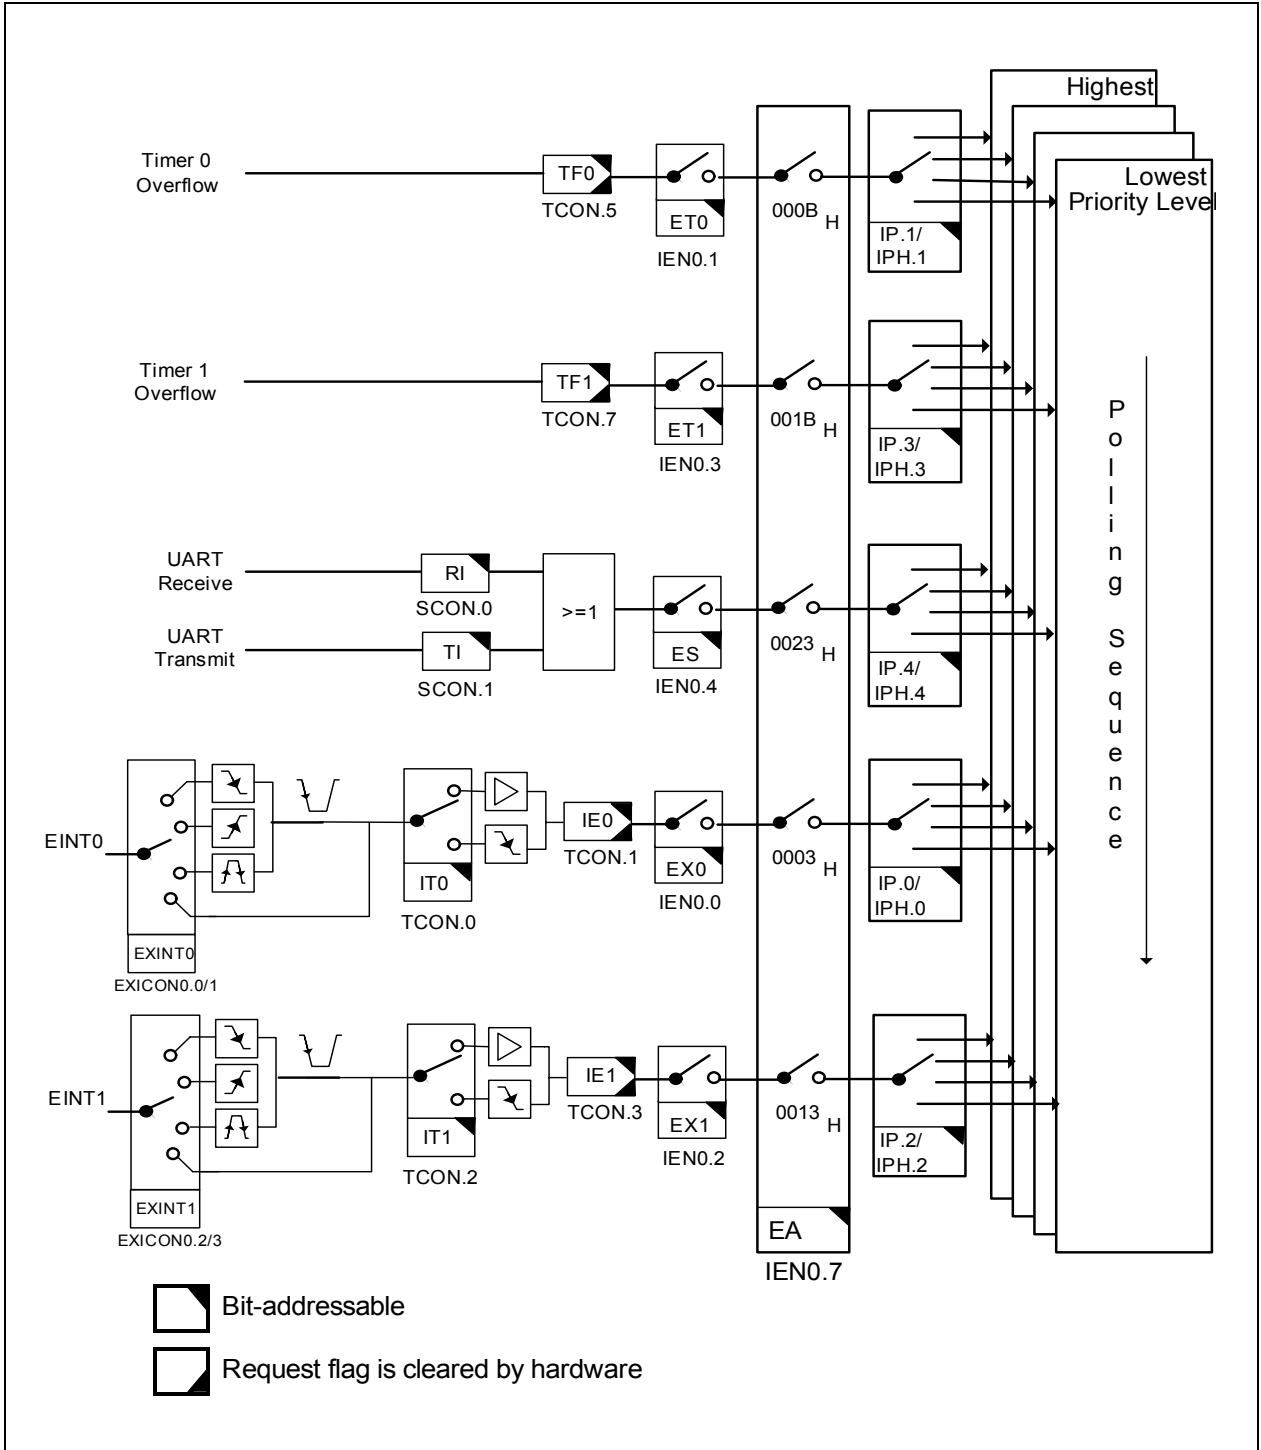 Highest
Lowest
Priority Level
Timer 0
Overflow
TF0
TCON.5
ET0
IEN0.1
000B H
IP.1/
IPH.1
Timer 1
Overflow
TF1
TCON.7
ET1
IEN0.3
001B H
IP.3/
IPH.3
Polling Sequence
UART
Receive
RI
SCON.0
UART
Transmit
TI
SCON.1
>=1
ES
IEN0.4
0023 H
IP.4/
IPH.4
EINT0
EXINT0
EXICON0.0/1
IT0
TCON.0
IE0
TCON.1
EX0
IEN0.0
0003 H
IP.0/
IPH.0
EINT1
EXINT1
EXICON0.2/3
IT1
TCON.2
IE1
TCON.3
EX1
IEN0.2
0013 H
IP.2/
IPH.2
EA
IEN0.7
Bit-addressable
Request flag is cleared by hardware